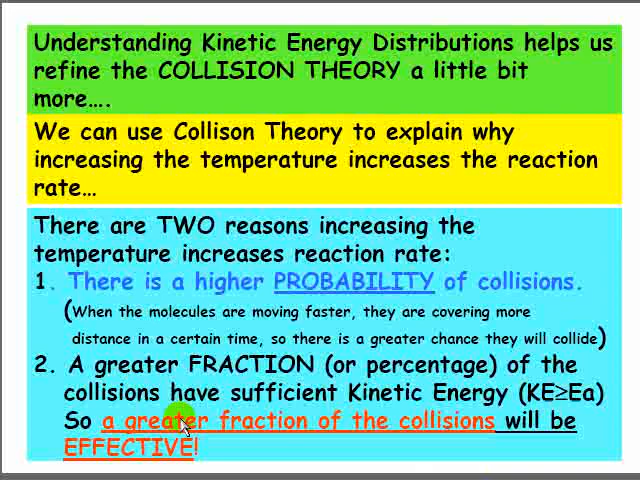 Understanding Kinetic Energy Distributions helps us
refine the COLLISION THEORY a little bit
more….
We can use Collison Theory to explain why
increasing the temperature increases the reaction
rate…
There are TWO reasons increasing the
temperature increases reaction rate:
1. There is a higher PROBABILITY of collisions.
(When the molecules are moving faster, they are covering more
distance in a certain time, so there is a greater chance they will collide)
2. A greater FRACTION (or percentage) of the
collisions have sufficient Kinetic Energy (KE≥Ea)
So a greater fraction of the collisions will be
EFFECTIVE!